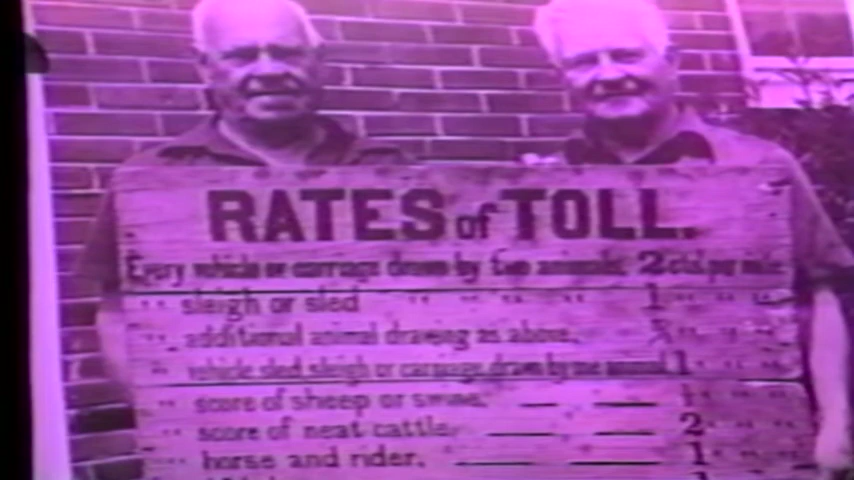 RATES of TOLL.
Every vehicle or carriage drawn by two animals, 2 cts. per mile
" sleigh or sled " " " " 1 " " "
" additional animal drawing as above, " " "
" vehicle sled sleigh or carriage, drawn by one animal 1 " " "
" score of sheep or swine, — — " " "
" score of neat cattle, — — 2 " " "
" horse and rider, — — 1 " " "